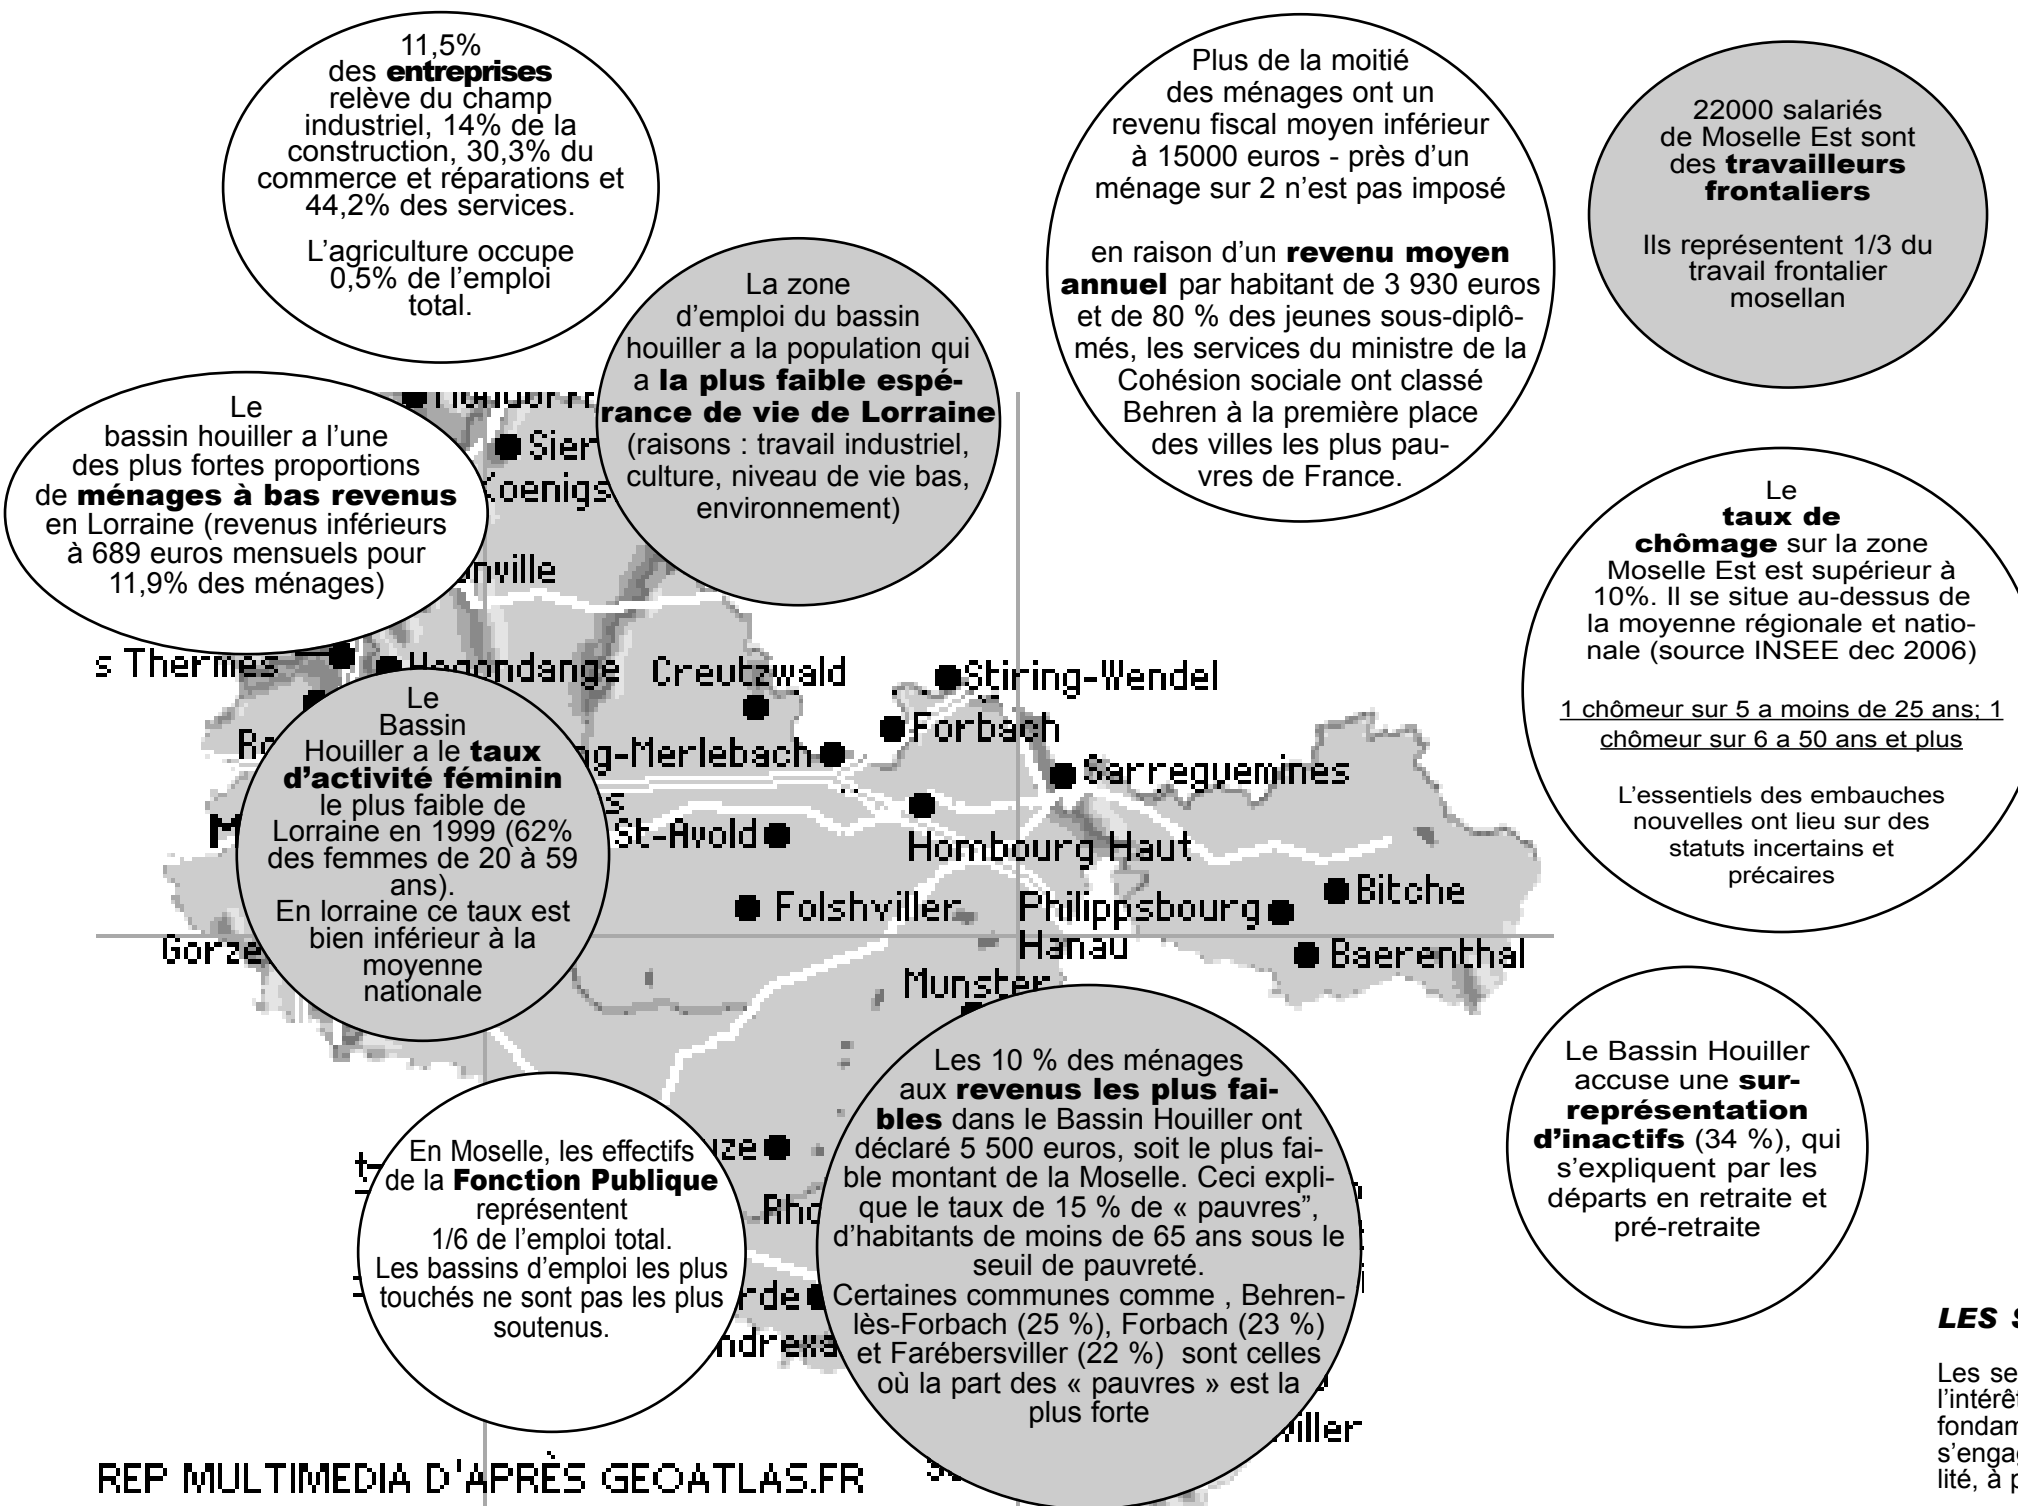 11,5%
des entreprises
relève du champ
industriel, 14% de la
construction, 30,3% du
commerce et réparations et
44,2% des services.
L'agriculture occupe
0,5% de l'emploi
total.
Plus de la moitié
des ménages ont un
revenu fiscal moyen inférieur
à 15000 euros - près d'un
ménage sur 2 n'est pas imposé
en raison d'un revenu moyen
annuel par habitant de 3 930 euros
et de 80 % des jeunes sous-diplô-
més, les services du ministre de la
Cohésion sociale ont classé
Behren à la première place
des villes les plus pau-
vres de France.
22000 salariés
de Moselle Est sont
des travailleurs
frontaliers
Ils représentent 1/3 du
travail frontalier
mosellan
La zone
d'emploi du bassin
houiller a la population qui
a la plus faible espé-
rance de vie de Lorraine
(raisons : travail industriel,
culture, niveau de vie bas,
environnement)
Le
bassin houiller a l'une
des plus fortes proportions
de ménages à bas revenus
en Lorraine (revenus inférieurs
à 689 euros mensuels pour
11,9% des ménages)
Le
taux de
chômage sur la zone
Moselle Est est supérieur à
10%. Il se situe au-dessus de
la moyenne régionale et natio-
nale (source INSEE dec 2006)
1 chômeur sur 5 a moins de 25 ans; 1
chômeur sur 6 a 50 ans et plus
L'essentiels des embauches
nouvelles ont lieu sur des
statuts incertains et
précaires
Sier
Koenigs
onville
s Thermes
Hagondange
Creutzwald
Stiring-Wendel
Forbach
g-Merlebach
Sarreguemines
St-Avold
Hombourg Haut
Folshviller
Philippsbourg
Hanau
Bitche
Baerenthal
Gorze
Munster
Le
Bassin
Houiller a le taux
d'activité féminin
le plus faible de
Lorraine en 1999 (62%
des femmes de 20 à 59
ans).
En lorraine ce taux est
bien inférieur à la
moyenne
nationale
Les 10 % des ménages
aux revenus les plus fai-
bles dans le Bassin Houiller ont
déclaré 5 500 euros, soit le plus fai-
ble montant de la Moselle. Ceci expli-
que le taux de 15 % de « pauvres”,
d'habitants de moins de 65 ans sous le
seuil de pauvreté.
Certaines communes comme , Behren-
lès-Forbach (25 %), Forbach (23 %)
et Farébersviller (22 %) sont celles
où la part des « pauvres » est la
plus forte
Le Bassin Houiller
accuse une sur-
représentation
d'inactifs (34 %), qui
s'expliquent par les
départs en retraite et
pré-retraite
En Moselle, les effectifs
de la Fonction Publique
représentent
1/6 de l'emploi total.
Les bassins d'emploi les plus
touchés ne sont pas les plus
soutenus.
uze
Rho
rde
ndrexa
viller
LES S
Les se
l'intérêt
fondam
s'engag
lité, à p
REP MULTIMEDIA D'APRÈS GEOATLAS.FR